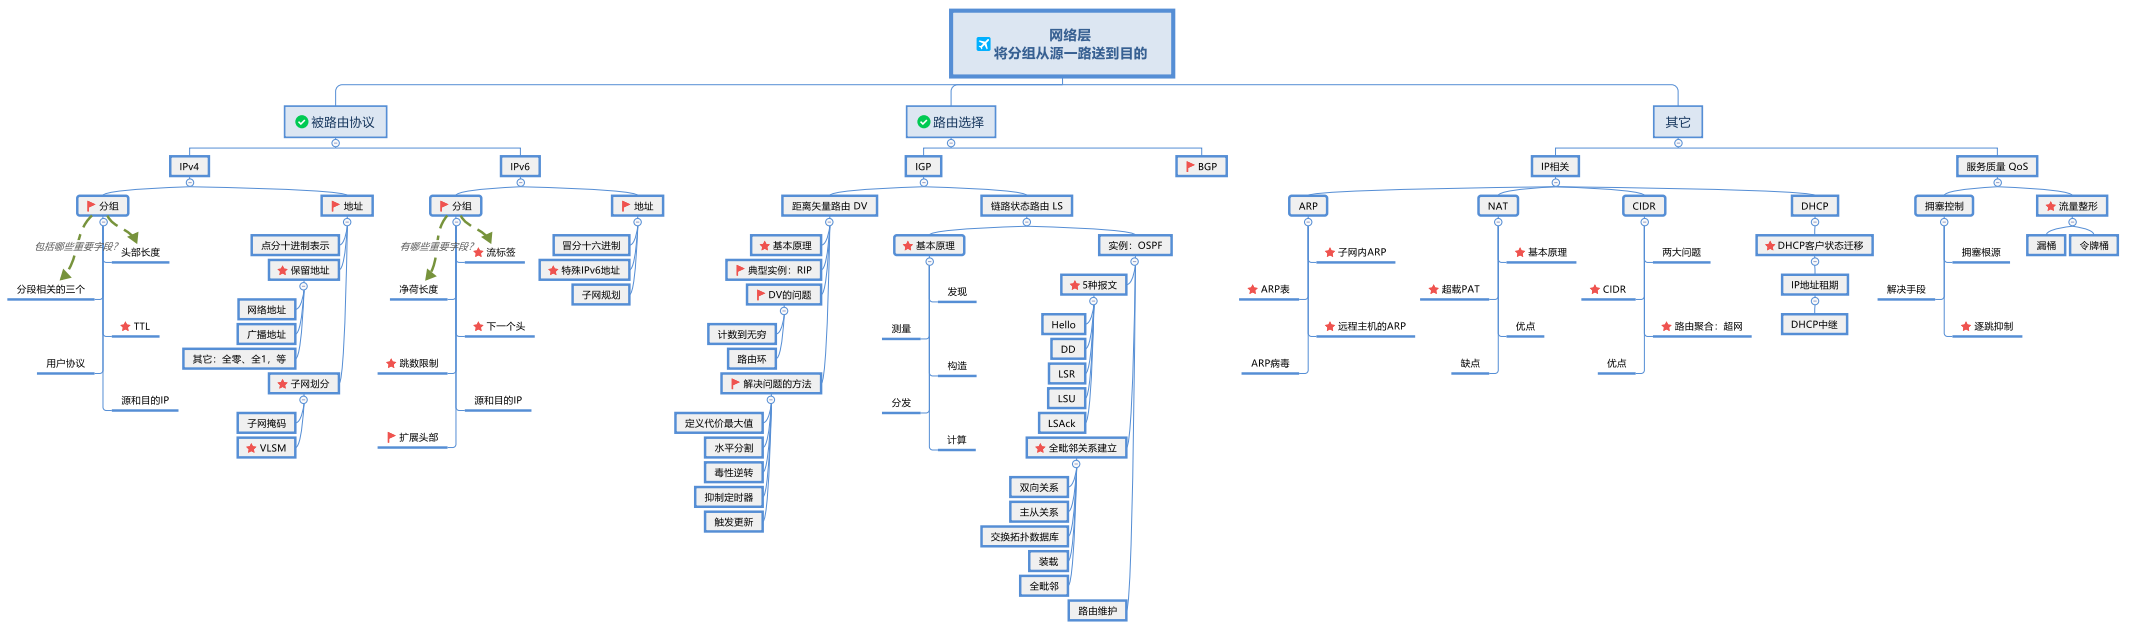 网络层
将分组从源一路送到目的
被路由协议
路由选择
其它
IPv4
IPv6
IGP
BGP
IP相关
服务质量 QoS
分组
地址
分组
地址
距离矢量路由 DV
链路状态路由 LS
ARP
NAT
CIDR
DHCP
拥塞控制
流量整形
包括哪些重要字段?
头部长度
分段相关的三个
TTL
用户协议
源和目的IP
点分十进制表示
保留地址
网络地址
广播地址
其它：全零、全1，等
子网划分
子网掩码
VLSM
有哪些重要字段?
流标签
净荷长度
下一个头
跳数限制
源和目的IP
扩展头部
冒分十六进制
特殊IPv6地址
子网规划
基本原理
典型实例：RIP
DV的问题
计数到无穷
路由环
解决问题的方法
定义代价最大值
水平分割
毒性逆转
抑制定时器
触发更新
基本原理
发现
测量
构造
分发
计算
实例：OSPF
5种报文
Hello
DD
LSR
LSU
LSAck
全毗邻关系建立
双向关系
主从关系
交换拓扑数据库
装载
全毗邻
路由维护
子网内ARP
ARP表
远程主机的ARP
ARP病毒
基本原理
超载PAT
优点
缺点
两大问题
CIDR
路由聚合：超网
优点
DHCP客户状态迁移
IP地址租期
DHCP中继
拥塞根源
解决手段
逐跳抑制
漏桶
令牌桶